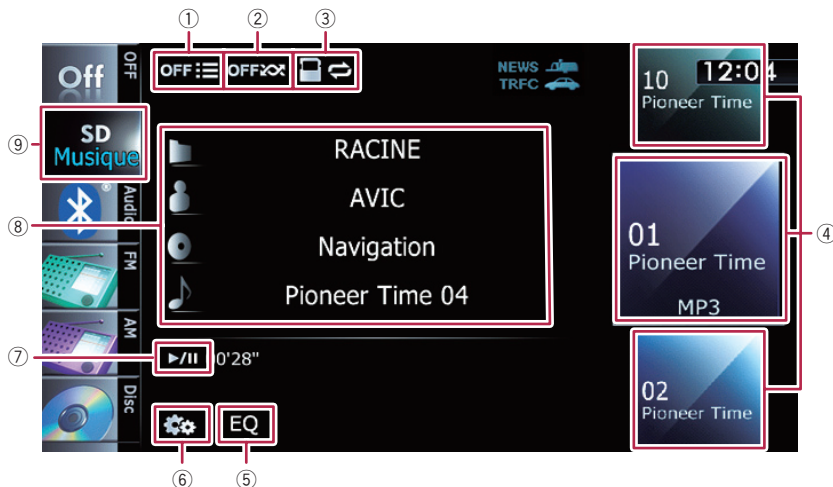 ① ② ③
Off OFF
OFF OFF
NEWS
TRFC
12:04
10
Pioneer Time
⑨
SD
Musique
⑧
RACINE
AVIC
Navigation
Pioneer Time 04
Audio
FM
AM
Disc
④
01
Pioneer Time
MP3
⑦
►/II 0'28"
02
Pioneer Time
EQ
⑥ ⑤